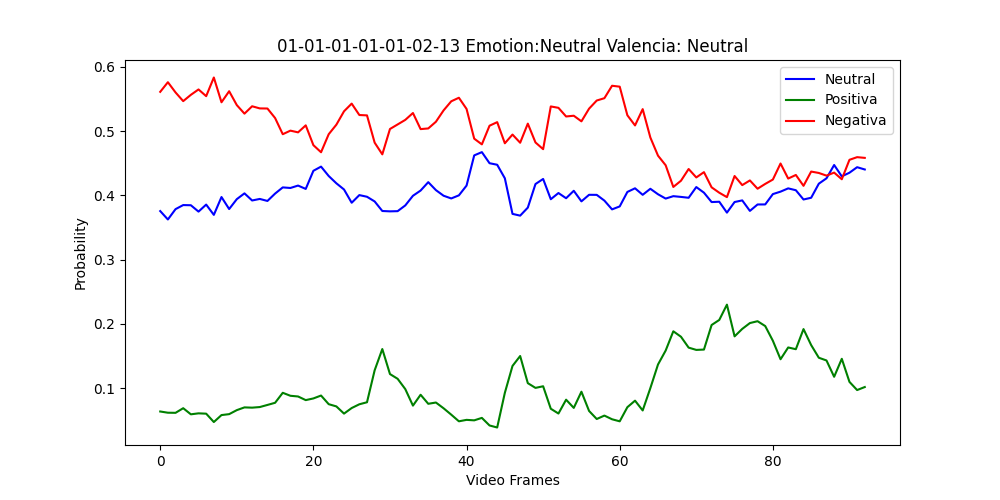 01-01-01-01-01-02-13 Emotion:Neutral Valencia: Neutral
Neutral
Positiva
Negativa
0.6
0.5
0.4
0.3
0.2
0.1
Probability
0 20 40 60 80
Video Frames